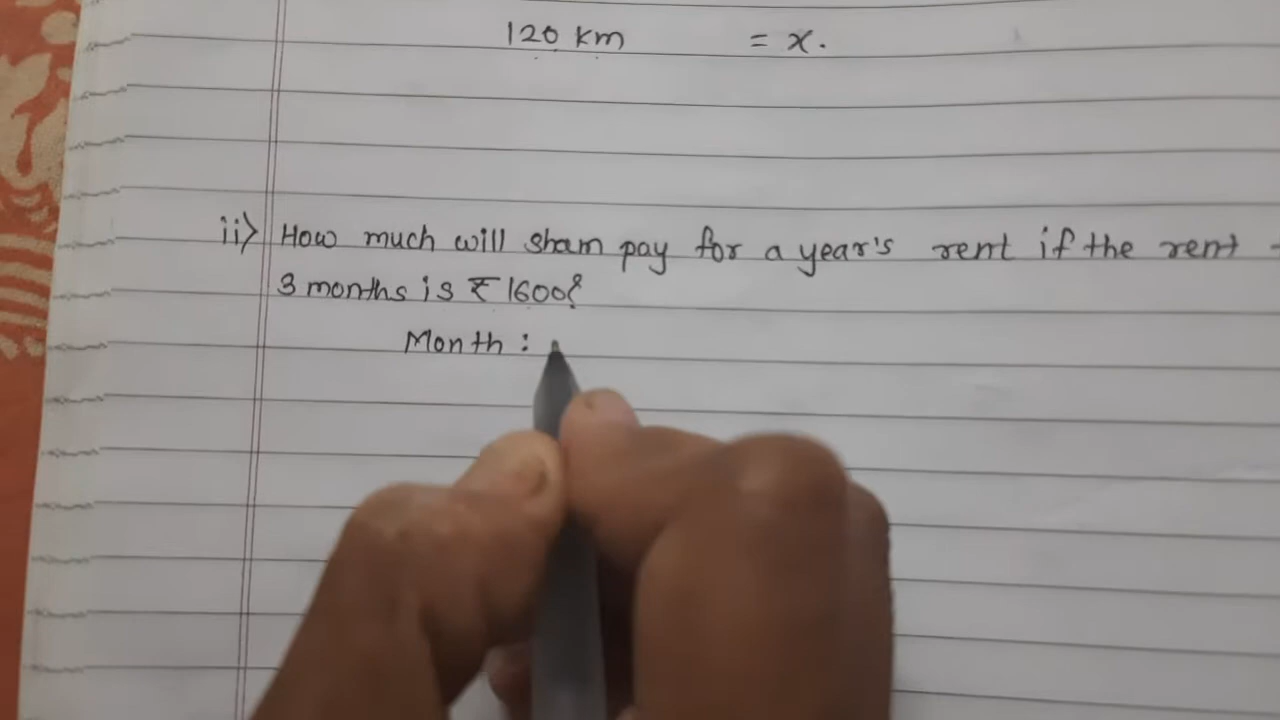 120 km = x.
ii) How much will sham pay for a year's rent if the rent
3 months is ₹ 1600?
Month :